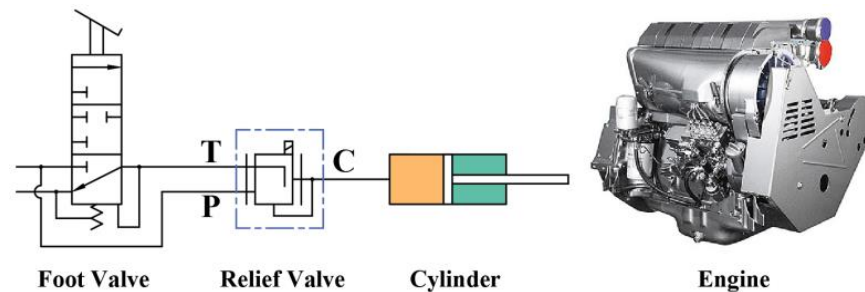 T
C
P
Foot Valve
Relief Valve
Cylinder
Engine